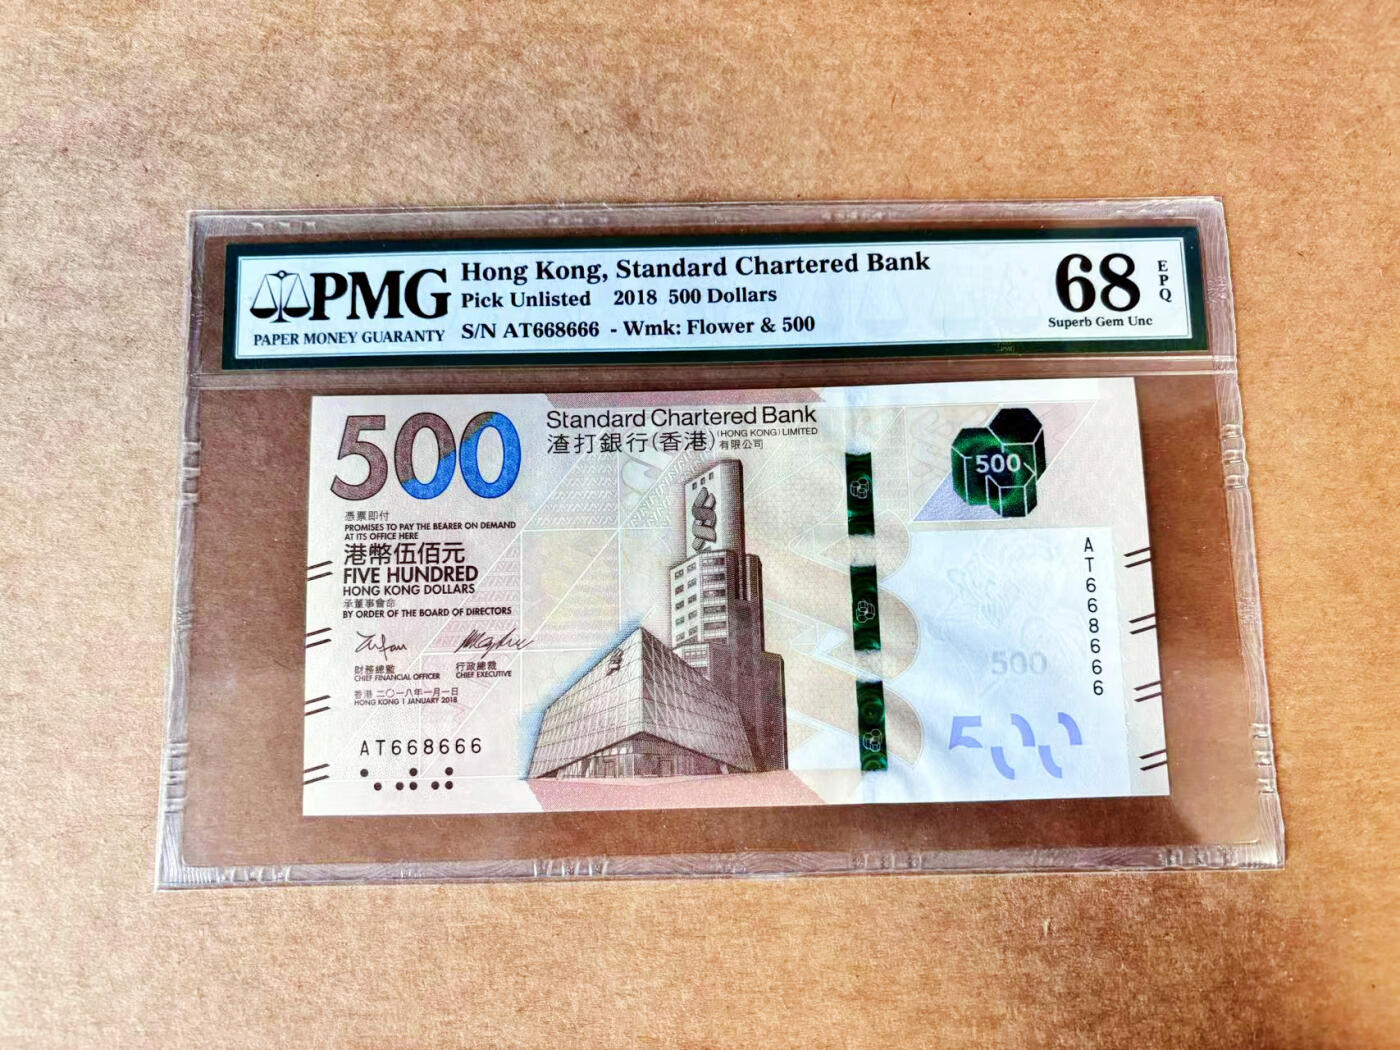 PMG
PAPER MONEY GUARANTY
Hong Kong, Standard Chartered Bank
Pick Unlisted 2018 500 Dollars
S/N AT668666 - Wmk: Flower & 500
68
Superb Gem Unc
EPQ
500
Standard Chartered Bank
(HONG KONG) LIMITED
渣打銀行(香港)有限公司
憑票即付
PROMISES TO PAY THE BEARER ON DEMAND
AT ITS OFFICE HERE
港幣伍佰元
FIVE HUNDRED
HONG KONG DOLLARS
承董事會命
BY ORDER OF THE BOARD OF DIRECTORS
財務總監
CHIEF FINANCIAL OFFICER
行政總裁
CHIEF EXECUTIVE
香港 二〇一八年一月一日
HONG KONG 1 JANUARY 2018
AT668666
500
AT668666
500
500